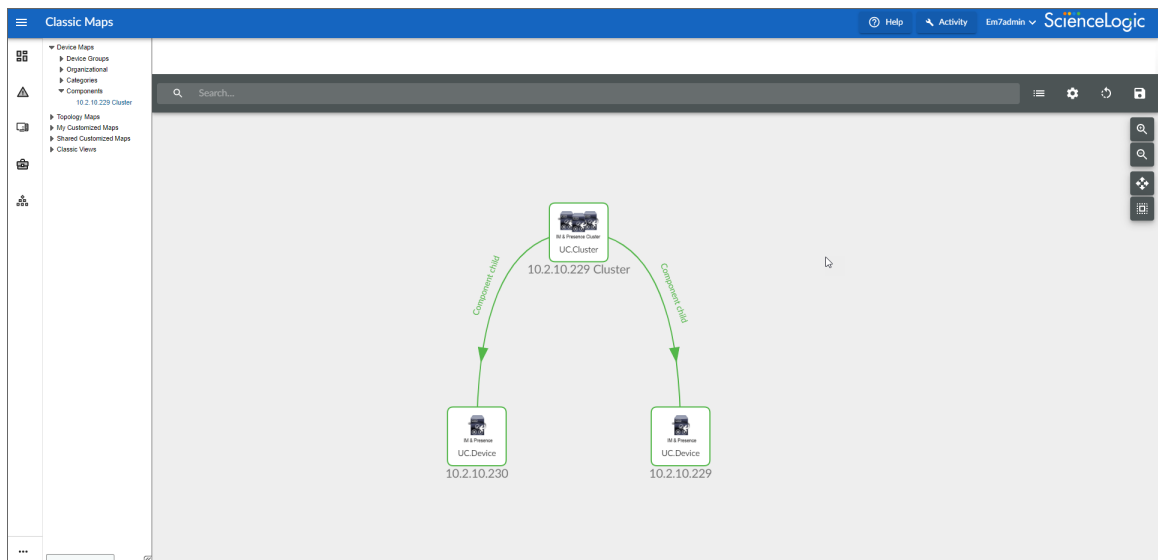 Classic Maps
Help
Activity
Em7admin
ScienceLogic
Device Maps
Device Groups
Organizational
Categories
Components
10.2.10.229 Cluster
Topology Maps
My Customized Maps
Shared Customized Maps
Classic Views
Search...
IM & Presence Cluster
UC.Cluster
10.2.10.229 Cluster
Component child
Component child
IM & Presence
UC.Device
10.2.10.230
IM & Presence
UC.Device
10.2.10.229